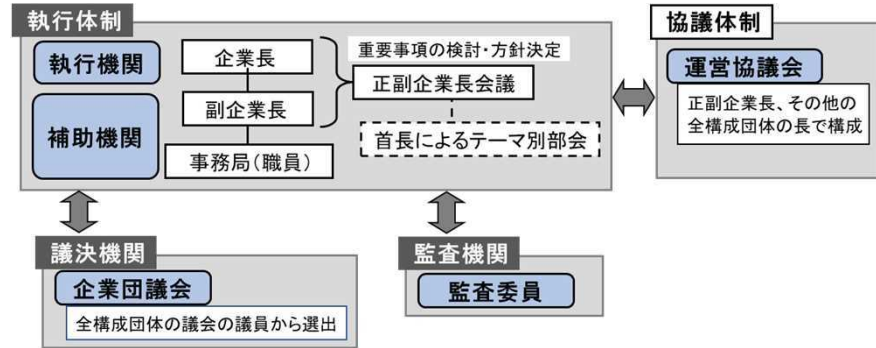 執行体制
執行機関
補助機関
企業長
副企業長
事務局(職員)
重要事項の検討・方針決定
正副企業長会議
首長によるテーマ別部会
協議体制
運営協議会
正副企業長、その他の
全構成団体の長で構成
議決機関
企業団議会
全構成団体の議会の議員から選出
監査機関
監査委員